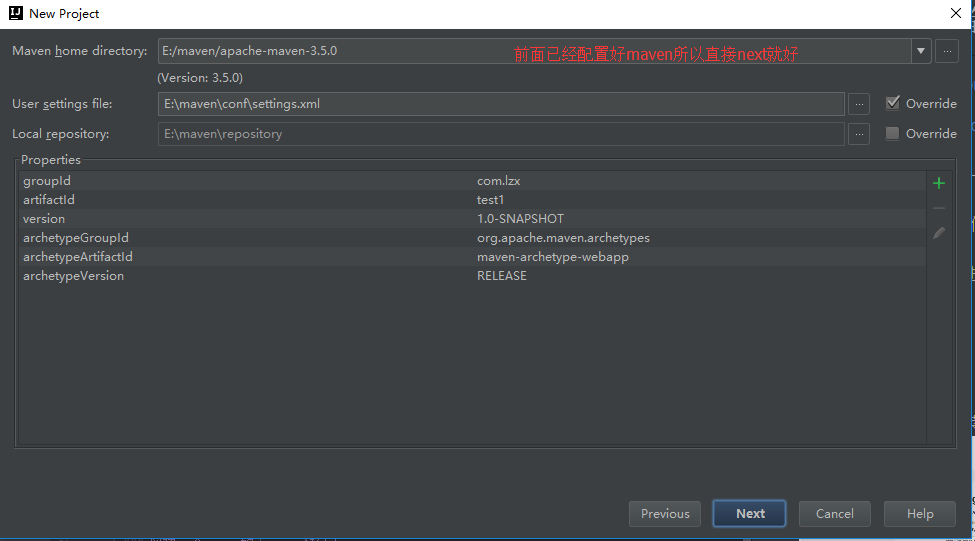 New Project
Maven home directory: E:/maven/apache-maven-3.5.0 前面已经配置好maven所以直接next就好
(Version: 3.5.0)
User settings file: E:\maven\conf\settings.xml Override
Local repository: E:\maven\repository Override
Properties
groupId com.lzx
artifactId test1
version 1.0-SNAPSHOT
archetypeGroupId org.apache.maven.archetypes
archetypeArtifactId maven-archetype-webapp
archetypeVersion RELEASE
Previous Next Cancel Help